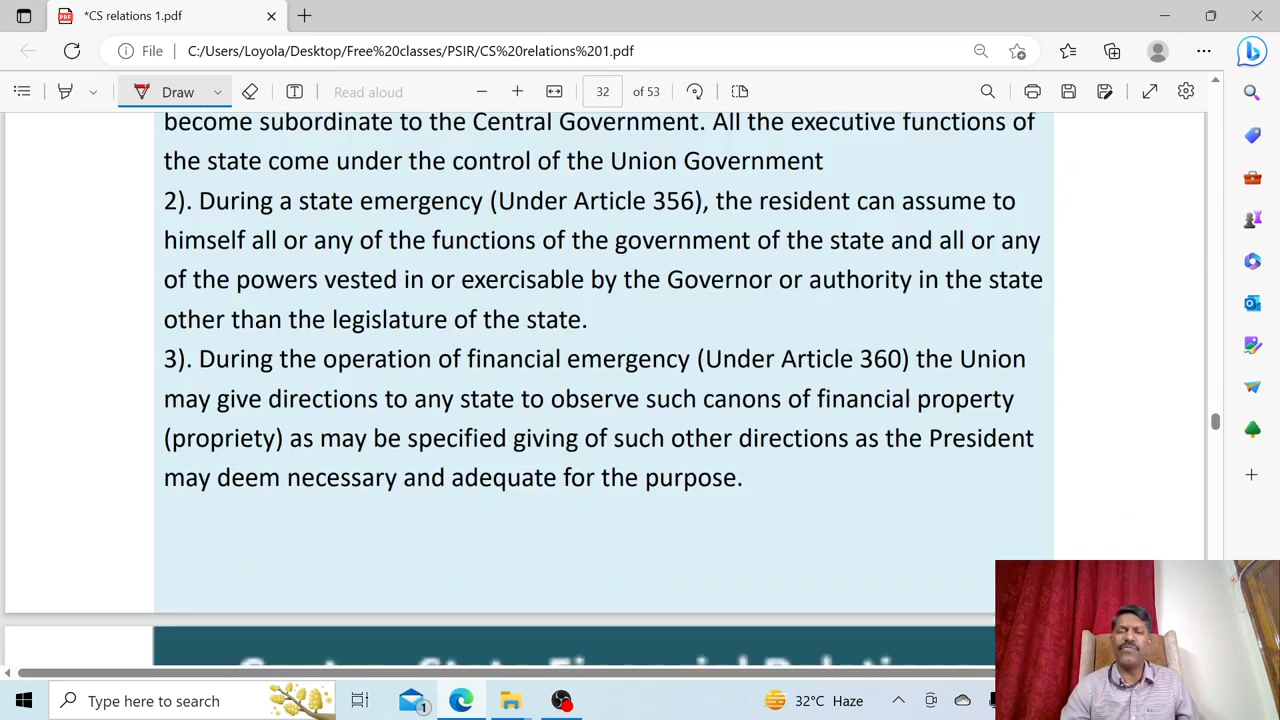 *CS relations 1.pdf
File C:/Users/Loyola/Desktop/Free%20classes/PSIR/CS%20relations%201.pdf
Draw Read aloud 32 of 53
become subordinate to the Central Government. All the executive functions of
the state come under the control of the Union Government
2). During a state emergency (Under Article 356), the resident can assume to
himself all or any of the functions of the government of the state and all or any
of the powers vested in or exercisable by the Governor or authority in the state
other than the legislature of the state.
3). During the operation of financial emergency (Under Article 360) the Union
may give directions to any state to observe such canons of financial property
(propriety) as may be specified giving of such other directions as the President
may deem necessary and adequate for the purpose.
Type here to search 1 32°C Haze